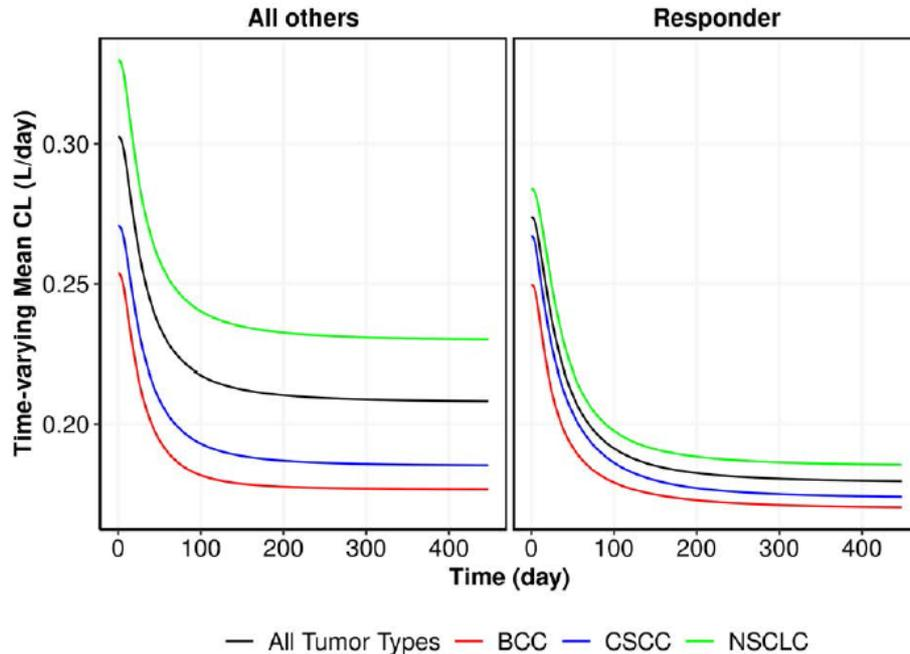 All others
Responder
Time-varying Mean CL (L/day)
0.30
0.25
0.20
0 100 200 300 400
0 100 200 300 400
Time (day)
All Tumor Types BCC CSCC NSCLC